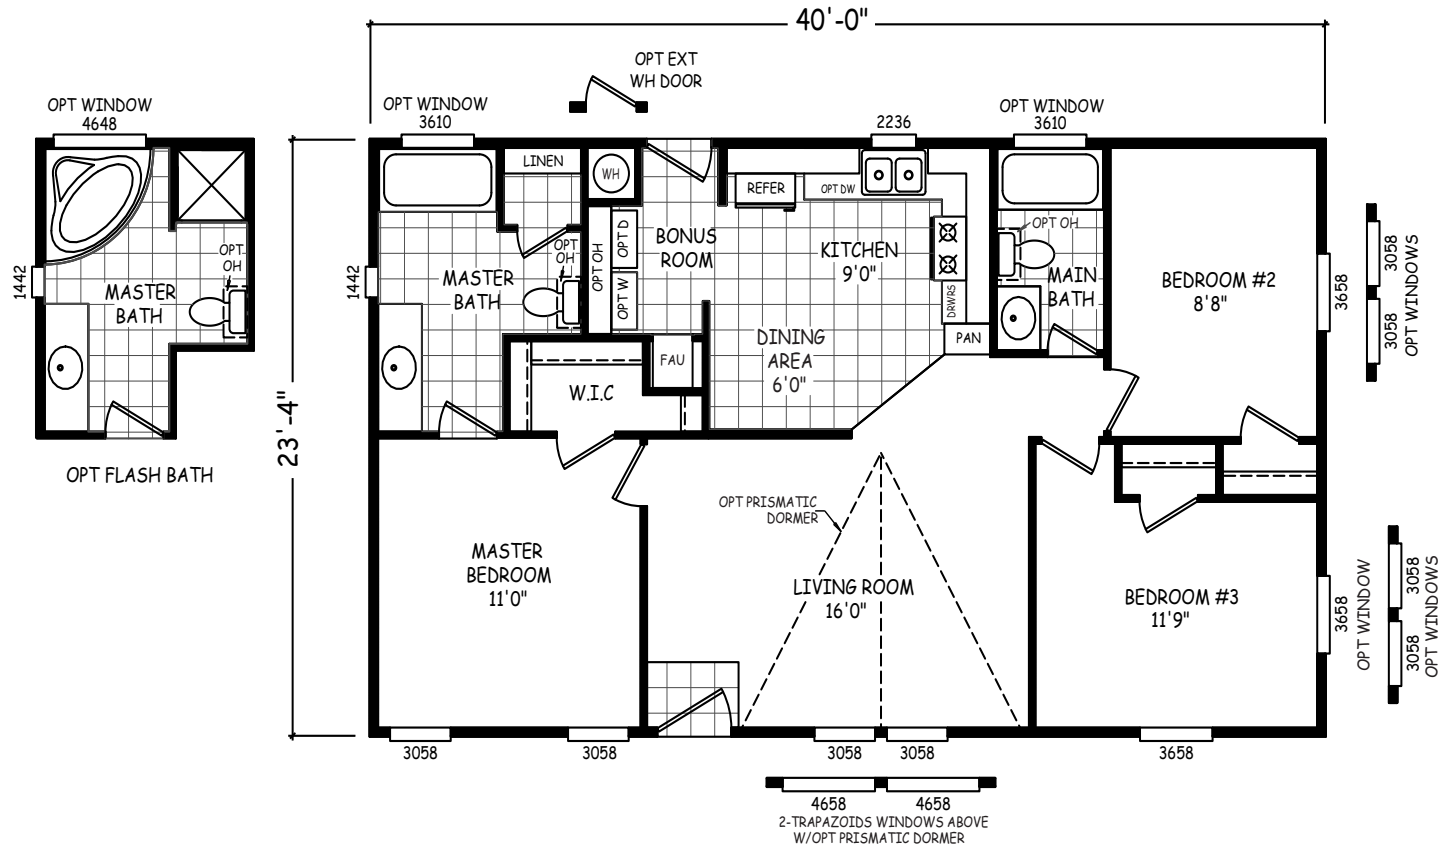 40'-0"
OPT EXT
WH DOOR
OPT WINDOW
4648
OPT WINDOW
3610
2236
OPT WINDOW
3610
LINEN
WH
REFER
OPT DW
OPT OH
OPT D
OPT W
BONUS
ROOM
KITCHEN
9'0"
OPT OH
MAIN
BATH
BEDROOM #2
8'8"
3658
3058
3058
OPT WINDOWS
1442
OPT
OH
MASTER
BATH
1442
OPT
OH
MASTER
BATH
DRWRS
PAN
DINING
AREA
6'0"
FAU
W.I.C
23'-4"
OPT FLASH BATH
OPT PRISMATIC
DORMER
MASTER
BEDROOM
11'0"
LIVING ROOM
16'0"
BEDROOM #3
11'9"
3658
OPT WINDOW
3058
3058
OPT WINDOWS
3058
3058
3058
3058
3658
4658
4658
2-TRAPAZOIDS WINDOWS ABOVE
W/OPT PRISMATIC DORMER